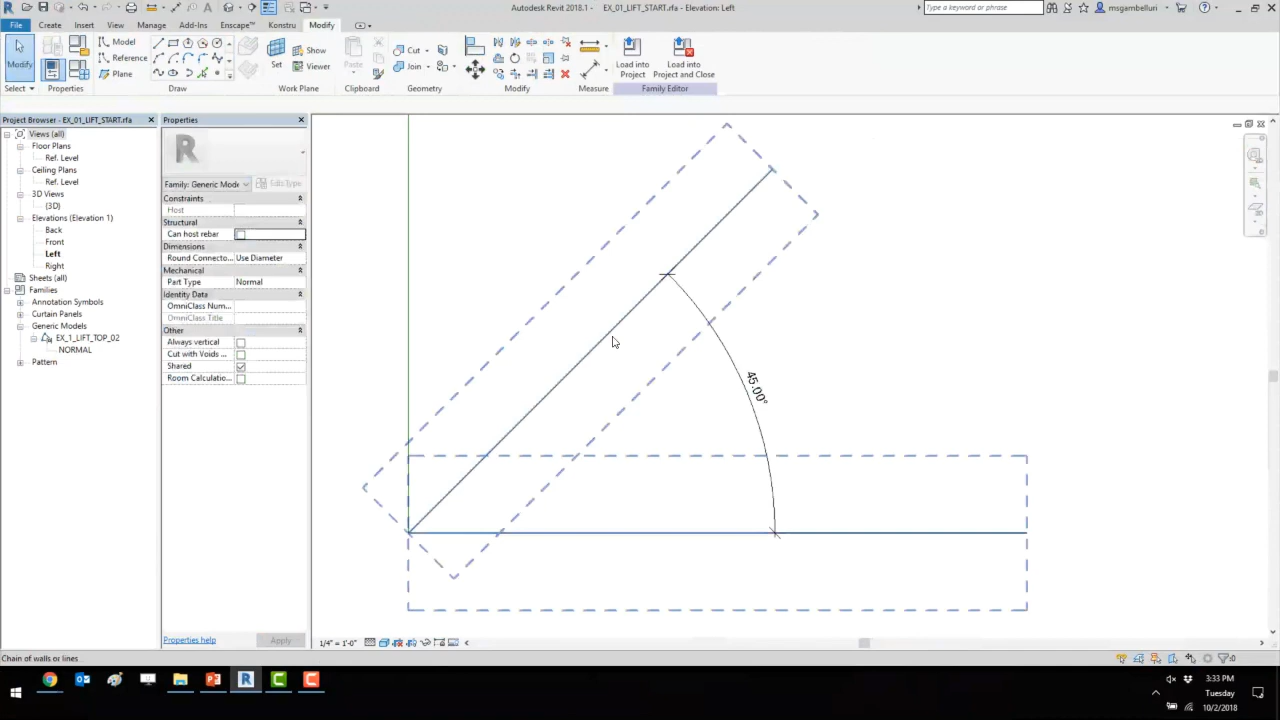 Autodesk Revit 2018.1 - EX_01_LIFT_START.rfa - Elevation: Left
Type a keyword or phrase
msgambelluri
File Create Insert View Manage Add-Ins Enscape™ Konstru Modify
Modify
Model
Reference
Plane
Set
Show
Viewer
Paste
Cut
Join
Load into
Project
Load into
Project and Close
Select Properties Draw Work Plane Clipboard Geometry Modify Measure Family Editor
Project Browser - EX_01_LIFT_START.rfa
Views (all)
Floor Plans
Ref. Level
Ceiling Plans
Ref. Level
3D Views
{3D}
Elevations (Elevation 1)
Back
Front
Left
Right
Sheets (all)
Families
Annotation Symbols
Curtain Panels
Generic Models
EX_1_LIFT_TOP_02
NORMAL
Pattern
Properties
R
Family: Generic Mode
Edit Type
Constraints
Host
Structural
Can host rebar
Dimensions
Round Connecto... Use Diameter
Mechanical
Part Type Normal
Identity Data
OmniClass Num...
OmniClass Title
Other
Always vertical
Cut with Voids ...
Shared
Room Calculatio...
Properties help
Apply
45.00°
1/4" = 1'-0"
Chain of walls or lines
:0
3:33 PM
Tuesday
10/2/2018